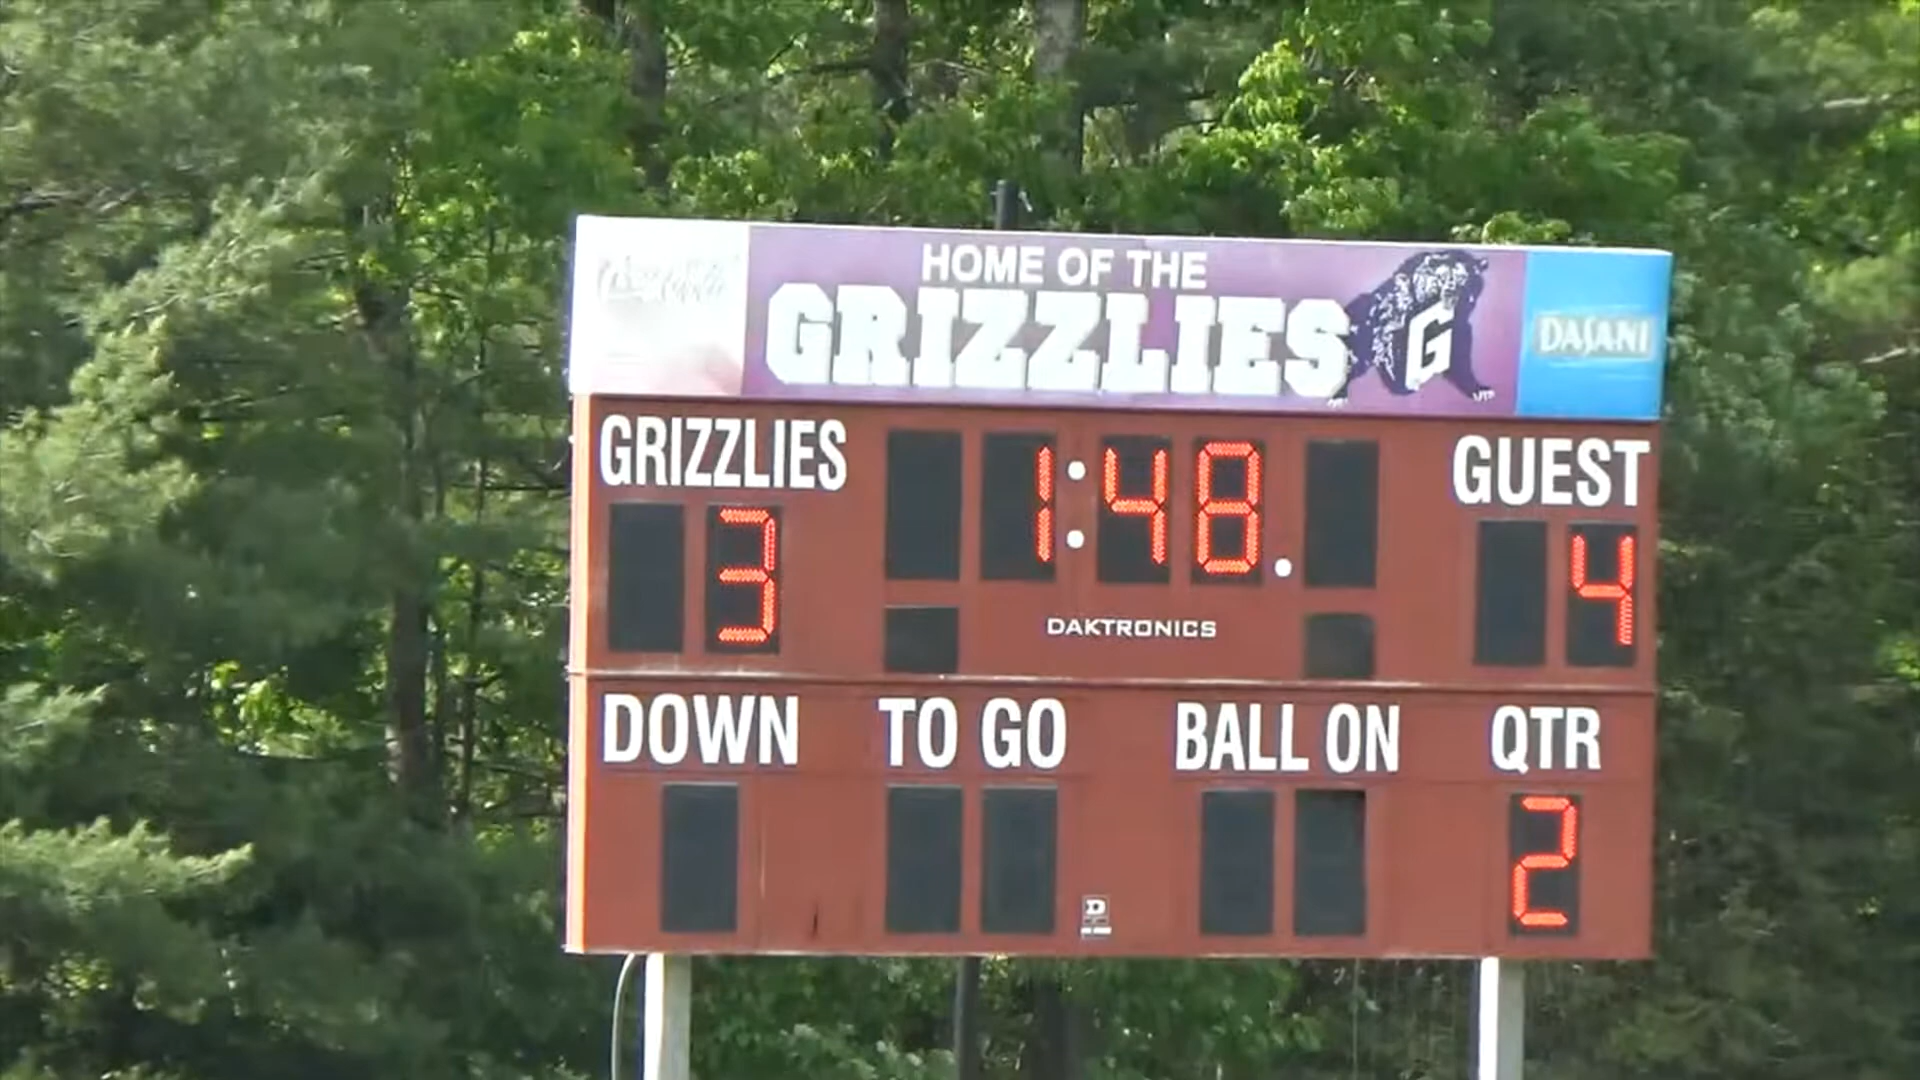 HOME OF THE
GRIZZLIES
G
DASANI
GRIZZLIES
1:48.
GUEST
3
4
DAKTRONICS
DOWN
TO GO
BALL ON
QTR
2
D